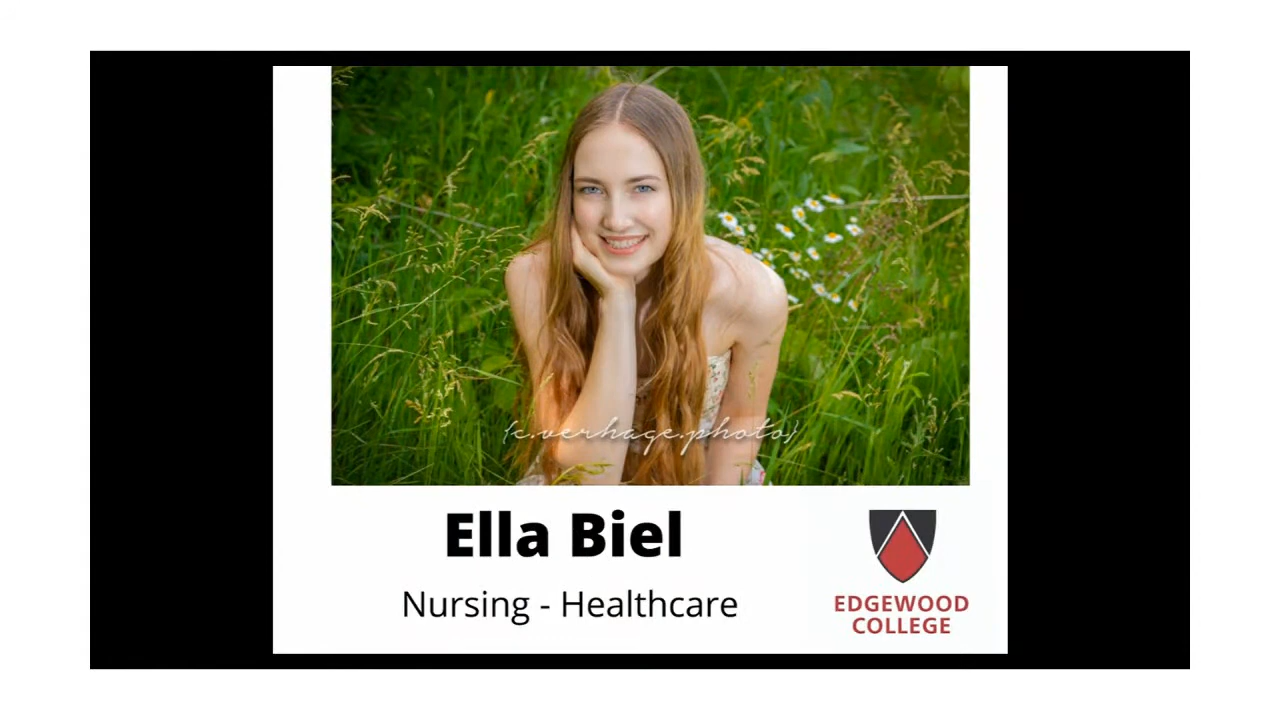 {c.verhage.photo}
Ella Biel
Nursing - Healthcare
EDGEWOOD
COLLEGE